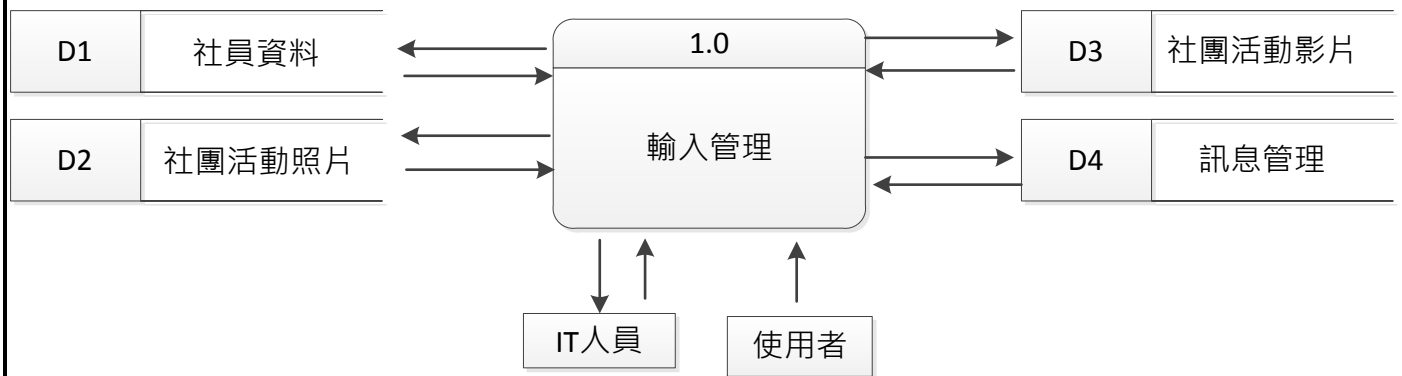 D1 社員資料
1.0
D3 社團活動影片
D2 社團活動照片
輸入管理
D4 訊息管理
IT人員
使用者